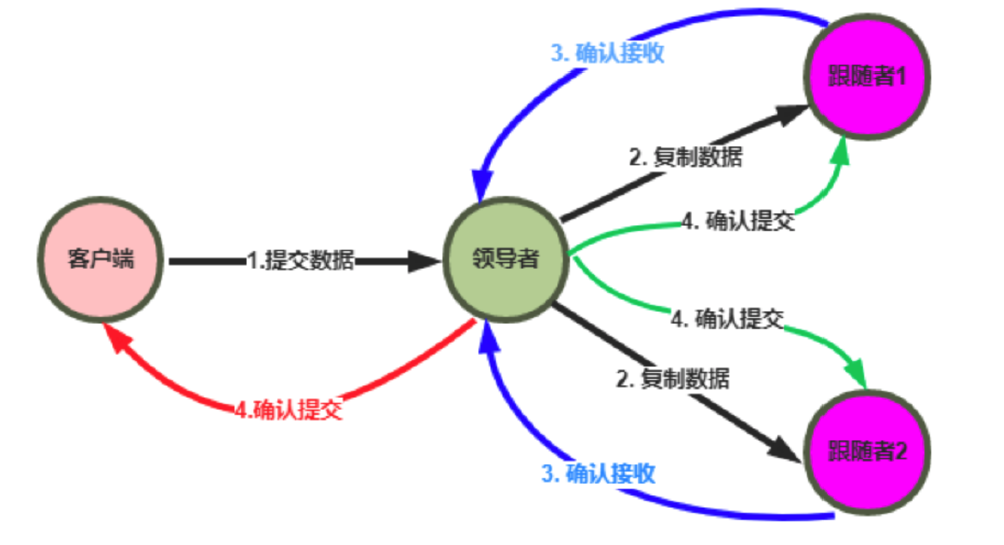 3. 确认接收
跟随者1
2. 复制数据
4. 确认提交
客户端
1.提交数据
领导者
4. 确认提交
2. 复制数据
4.确认提交
跟随者2
3. 确认接收